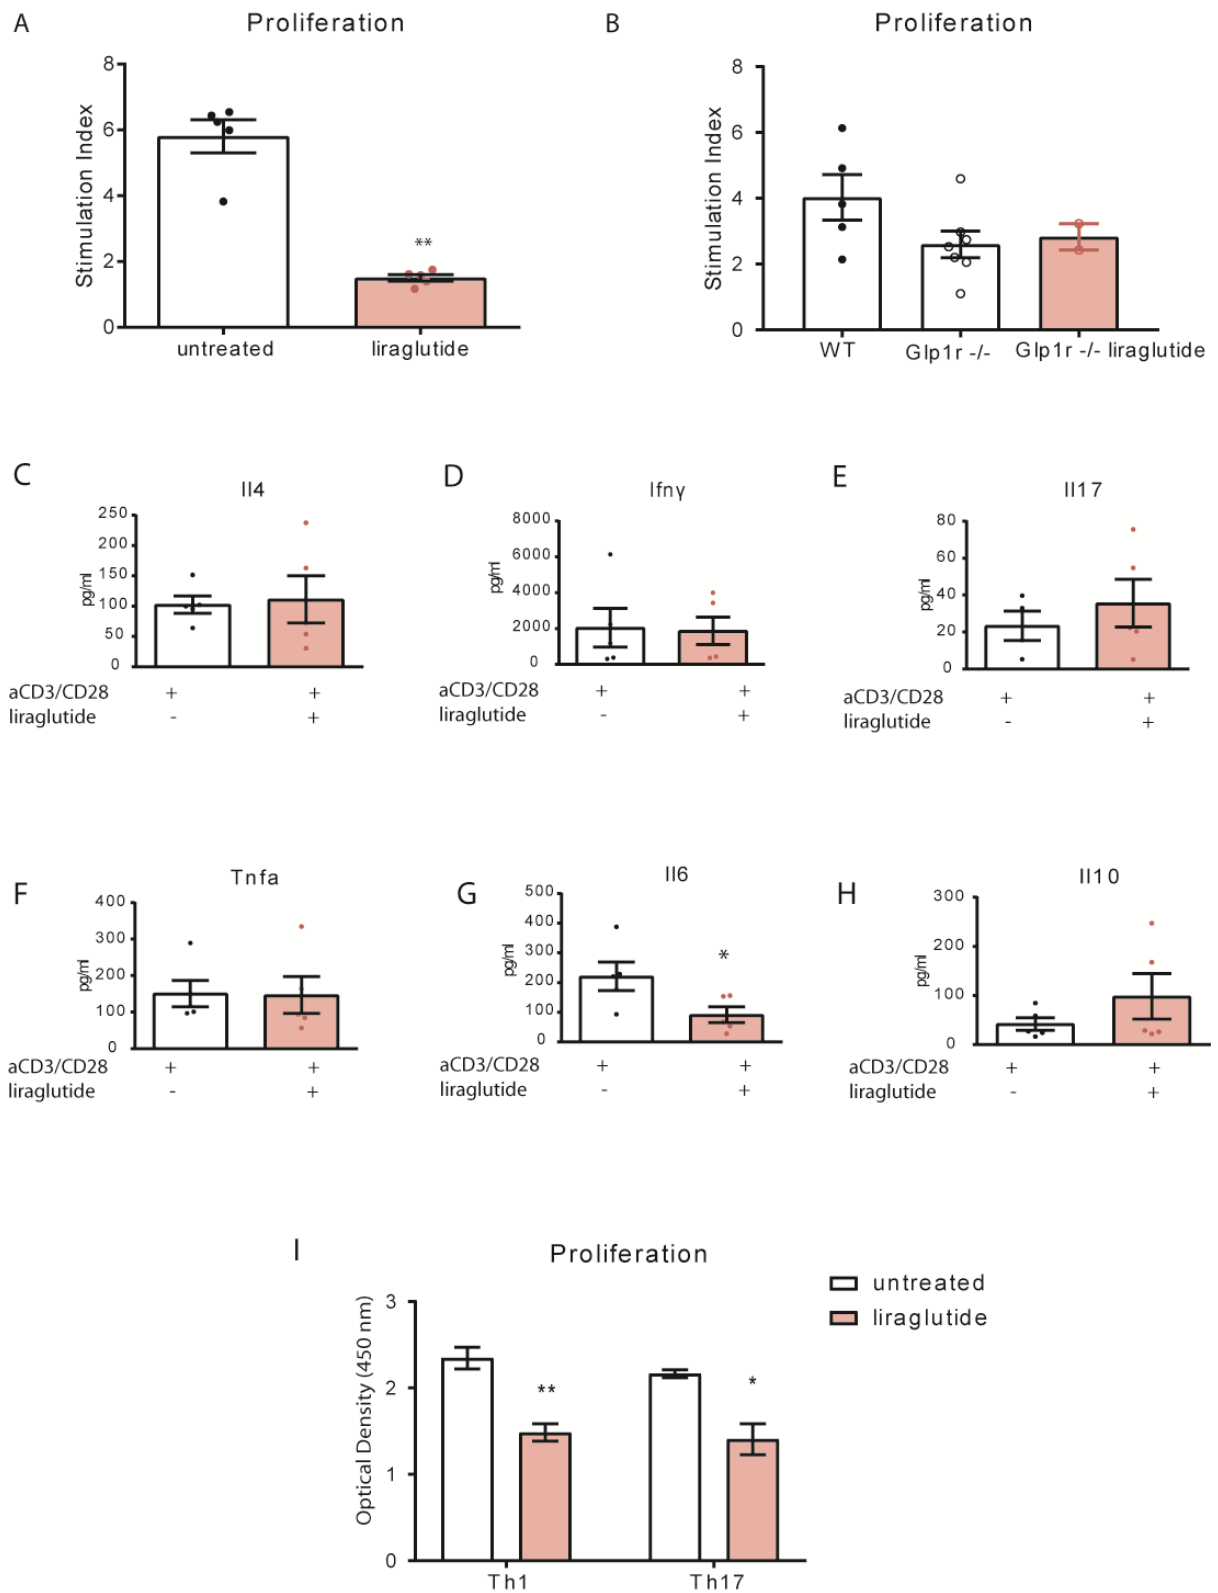 A Proliferation
8
6
4
2
0
Stimulation Index
**
untreated liraglutide
B Proliferation
8
6
4
2
0
Stimulation Index
WT Glp1r -/- Glp1r -/- liraglutide
C Il4
250
200
150
100
50
0
pg/ml
aCD3/CD28 + +
liraglutide - +
D Ifnγ
8000
6000
4000
2000
0
pg/ml
+ +
- +
E Il17
80
60
40
20
0
pg/ml
aCD3/CD28 + +
liraglutide - +
F Tnfa
400
300
200
100
0
pg/ml
aCD3/CD28 + +
liraglutide - +
G Il6
500
400
300
200
100
0
pg/ml
*
aCD3/CD28 + +
liraglutide - +
H Il10
300
200
100
0
pg/ml
aCD3/CD28 + +
liraglutide - +
I Proliferation
3
2
1
0
Optical Density (450 nm)
**
*
Th1 Th17
untreated
liraglutide